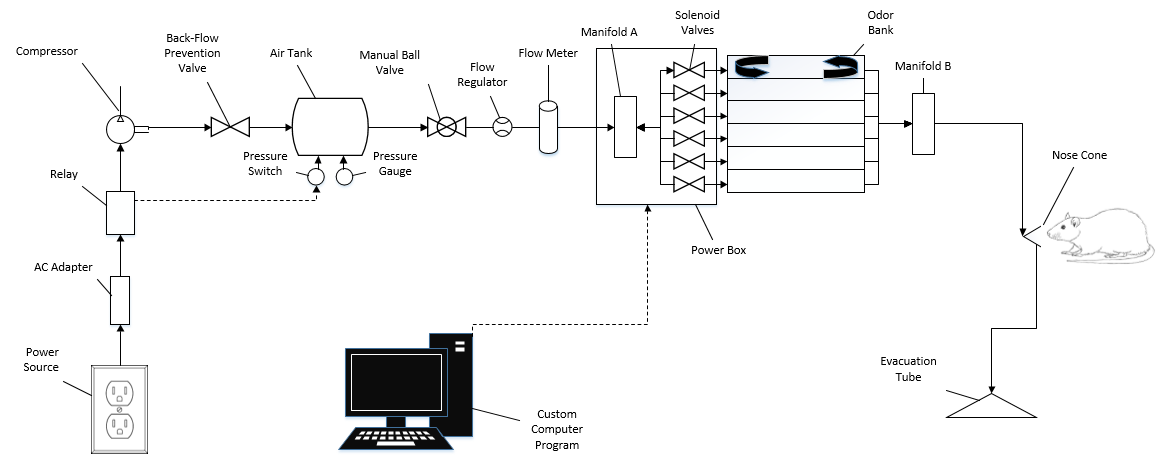 Compressor
Back-Flow
Prevention
Valve
Air Tank
Manual Ball
Valve
Flow
Regulator
Flow Meter
Manifold A
Solenoid
Valves
Odor
Bank
Manifold B
Pressure
Switch
Pressure
Gauge
Relay
Nose Cone
Power Box
AC Adapter
Power
Source
Custom
Computer
Program
Evacuation
Tube